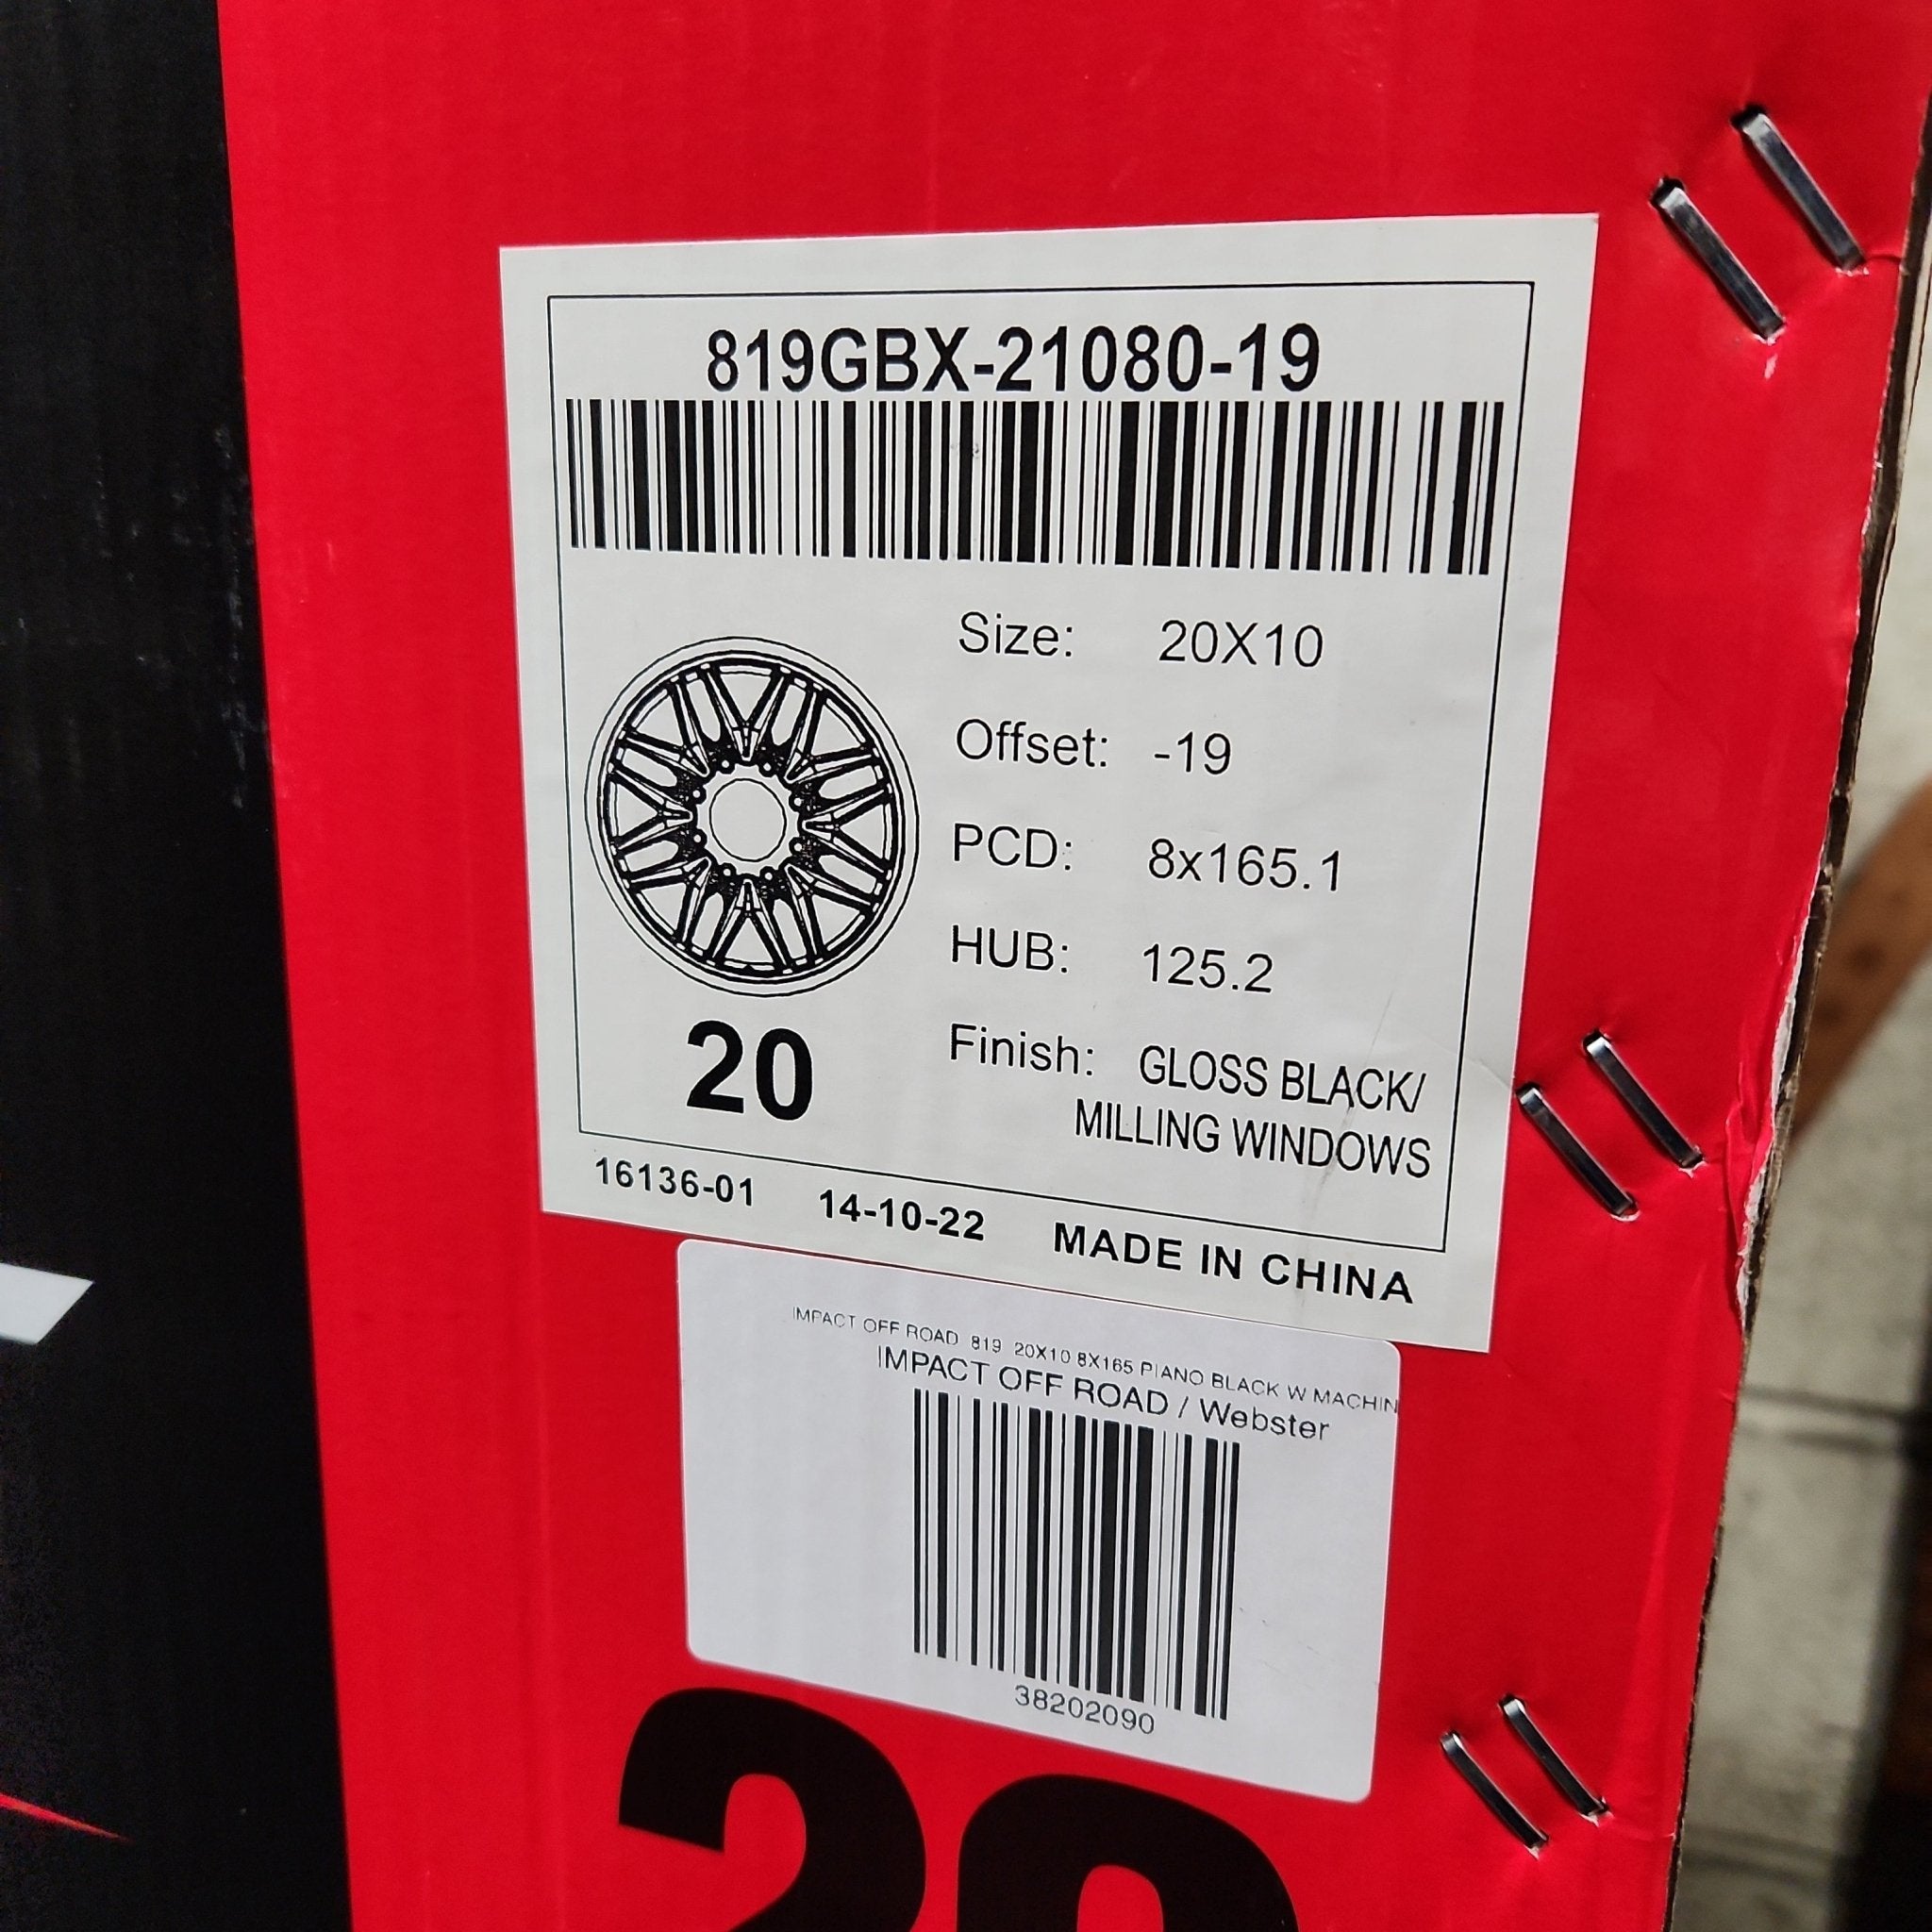 819GBX-21080-19
Size: 20X10
Offset: -19
PCD: 8x165.1
HUB: 125.2
Finish: GLOSS BLACK/
MILLING WINDOWS
20
16136-01 14-10-22 MADE IN CHINA
IMPACT OFF ROAD 819 20X10 8X165 PIANO BLACK W MACHIN
IMPACT OFF ROAD / Webster
38202090
20